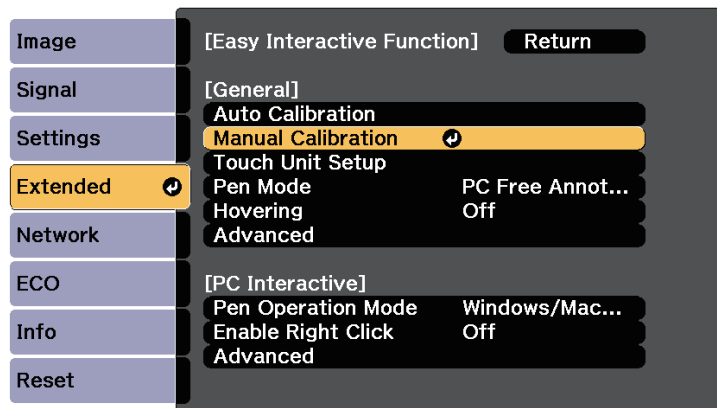 Image
Signal
Settings
Extended
Network
ECO
Info
Reset
[Easy Interactive Function] Return
[General]
Auto Calibration
Manual Calibration
Touch Unit Setup
Pen Mode PC Free Annot...
Hovering Off
Advanced
[PC Interactive]
Pen Operation Mode Windows/Mac...
Enable Right Click Off
Advanced